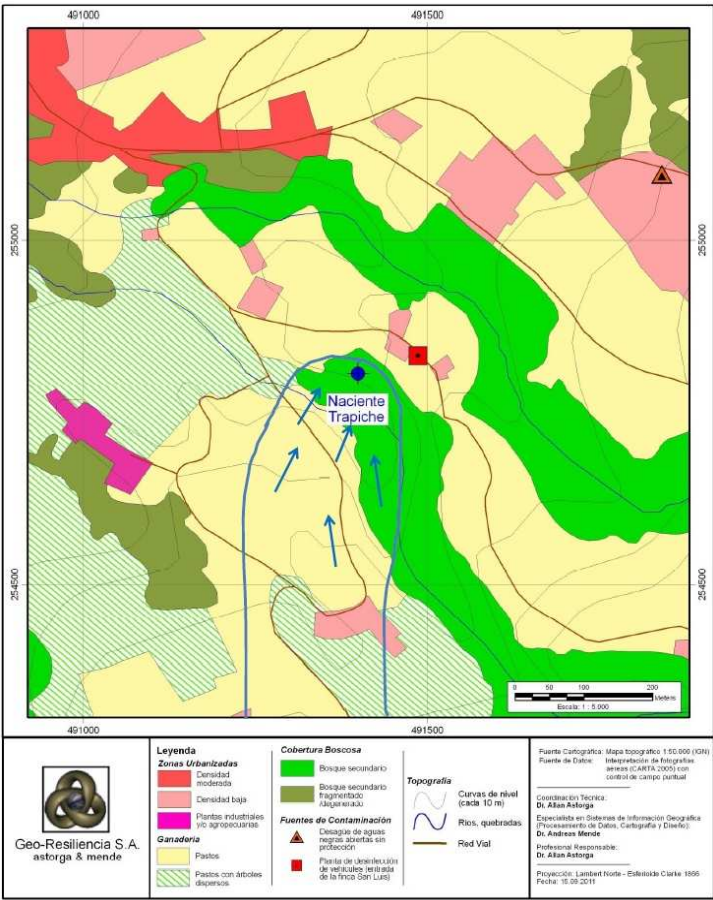 491000
491500
255000
255000
Naciente
Trapiche
254500
254500
0 50 100 200
Meters
Escala: 1 : 5.000
491000
491500
Geo-Resiliencia S.A.
astorga & mende
Leyenda
Zonas Urbanizadas
Densidad
moderada
Densidad baja
Plantas industriales
y/o agropecuarias
Ganadería
Pastos
Pastos con árboles
dispersos
Cobertura Boscosa
Bosque secundario
Bosque secundario
fragmentado
/degenerado
Fuentes de Contaminación
Desagüe de aguas
negras abiertas sin
protección
Planta de desinfección
de vehículos (entrada
de la finca San Luis)
Topografía
Curvas de nivel
(cada 10 m)
Ríos, quebradas
Red Vial
Fuente Cartográfica: Mapa topográfico 1:50.000 (IGN)
Fuente de Datos: Interpretación de fotografías
aéreas (CARTA 2005) con
control de campo puntual
Coordinación Técnica:
Dr. Allan Astorga
Especialista en Sistemas de Información Geográfica
(Procesamiento de Datos, Cartografía y Diseño):
Dr. Andreas Mende
Profesional Responsable:
Dr. Allan Astorga
Proyección: Lambert Norte - Esferoide Clarke 1866
Fecha: 15.09.2011